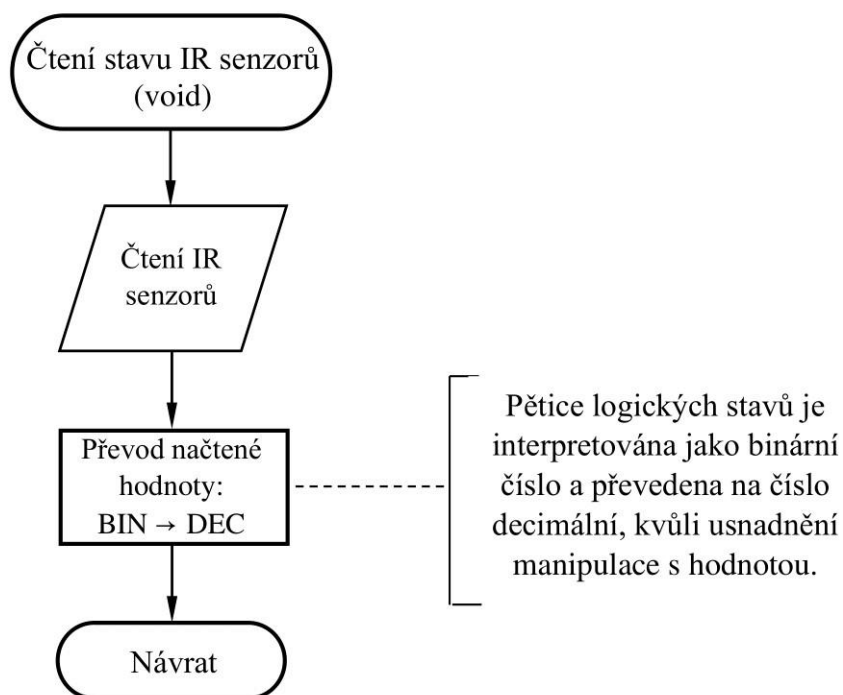 Čtení stavu IR senzorů
(void)
Čtení IR
senzorů
Převod načtené
hodnoty:
BIN → DEC
Pětice logických stavů je
interpretována jako binární
číslo a převedena na číslo
decimální, kvůli usnadnění
manipulace s hodnotou.
Návrat